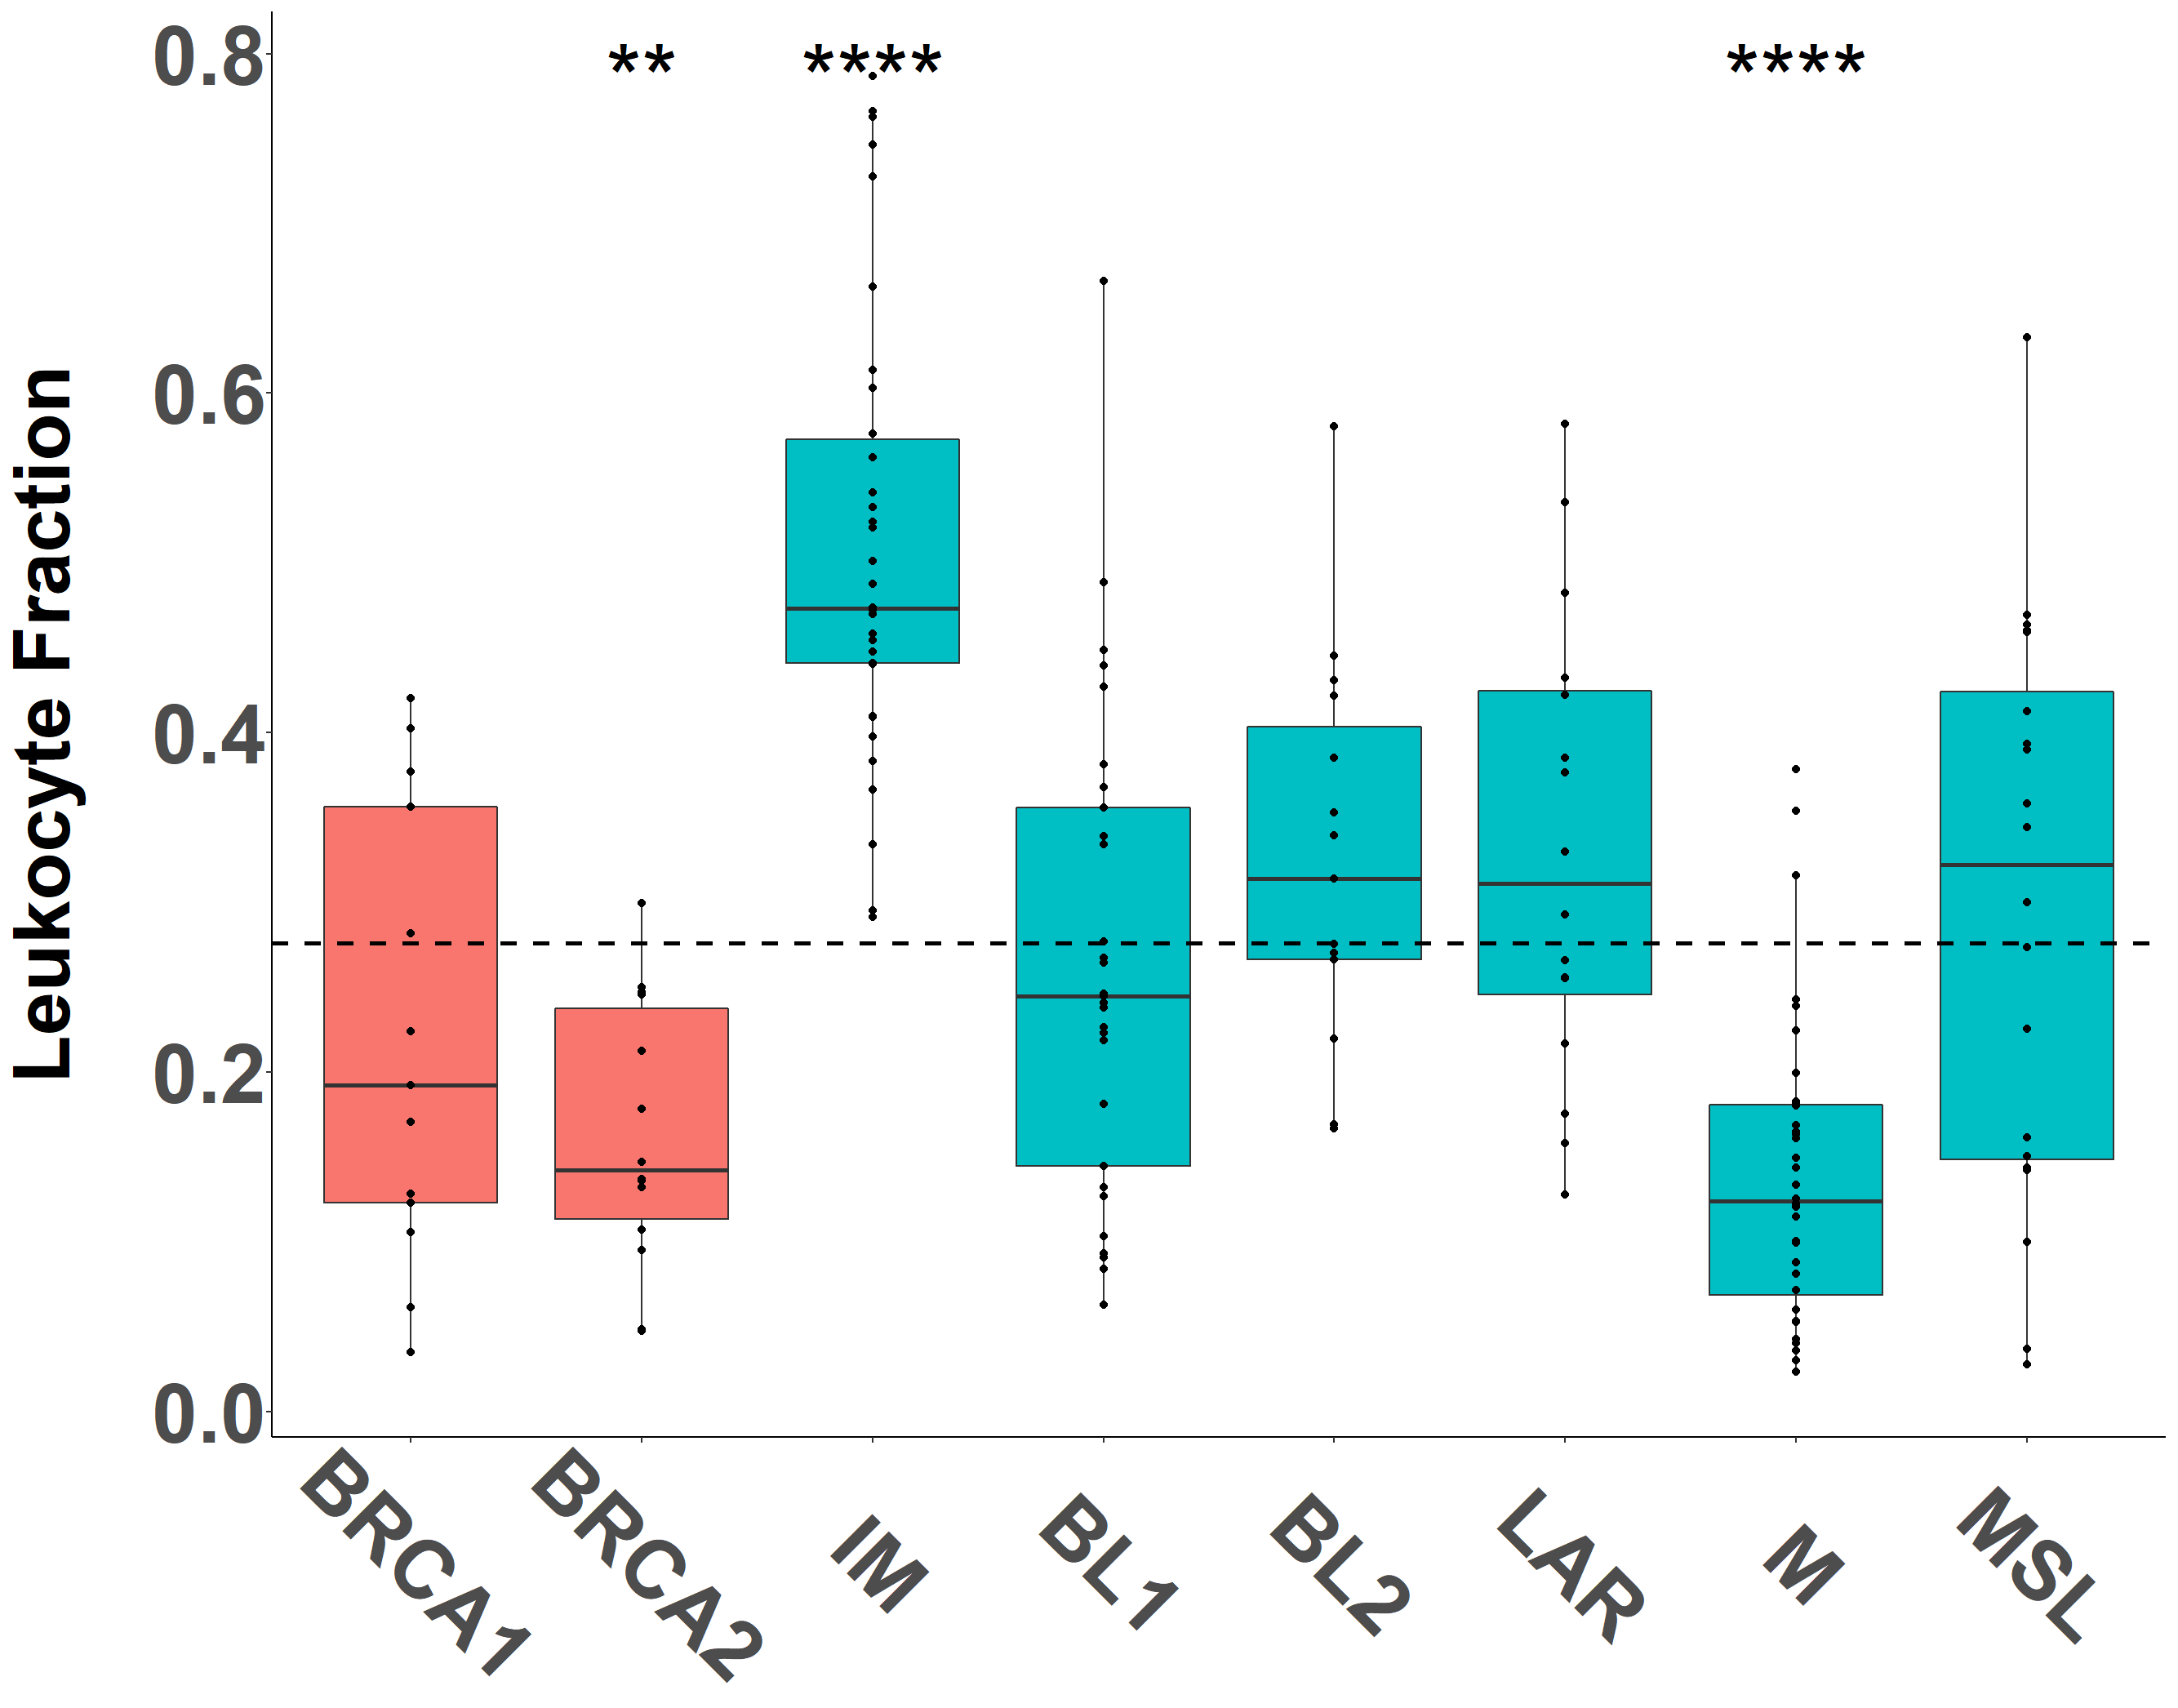 Leukocyte Fraction
0.8
0.6
0.4
0.2
0.0
** **** ****
BRCA1 BRCA2 IM BL1 BL2 LAR M MSL